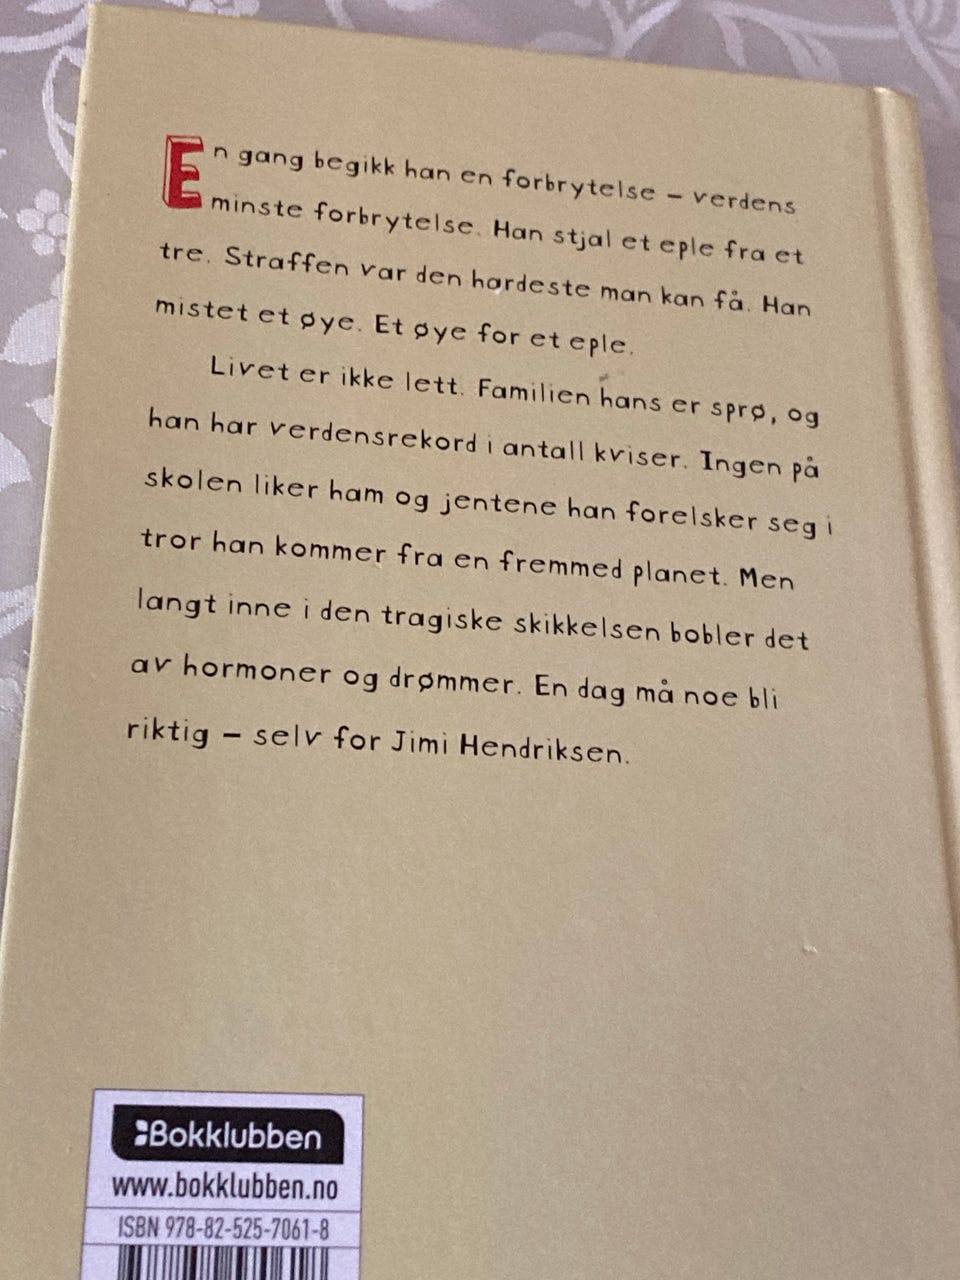 En gang begikk han en forbrytelse – verdens
minste forbrytelse. Han stjal et eple fra et
tre. Straffen var den hardeste man kan få. Han
mistet et øye. Et øye for et eple.
Livet er ikke lett. Familien hans er sprø, og
han har verdensrekord i antall kviser. Ingen på
skolen liker ham og jentene han forelsker seg i
tror han kommer fra en fremmed planet. Men
langt inne i den tragiske skikkelsen bobler det
av hormoner og drømmer. En dag må noe bli
riktig – selv for Jimi Hendriksen.
Bokklubben
www.bokklubben.no
ISBN 978-82-525-7061-8